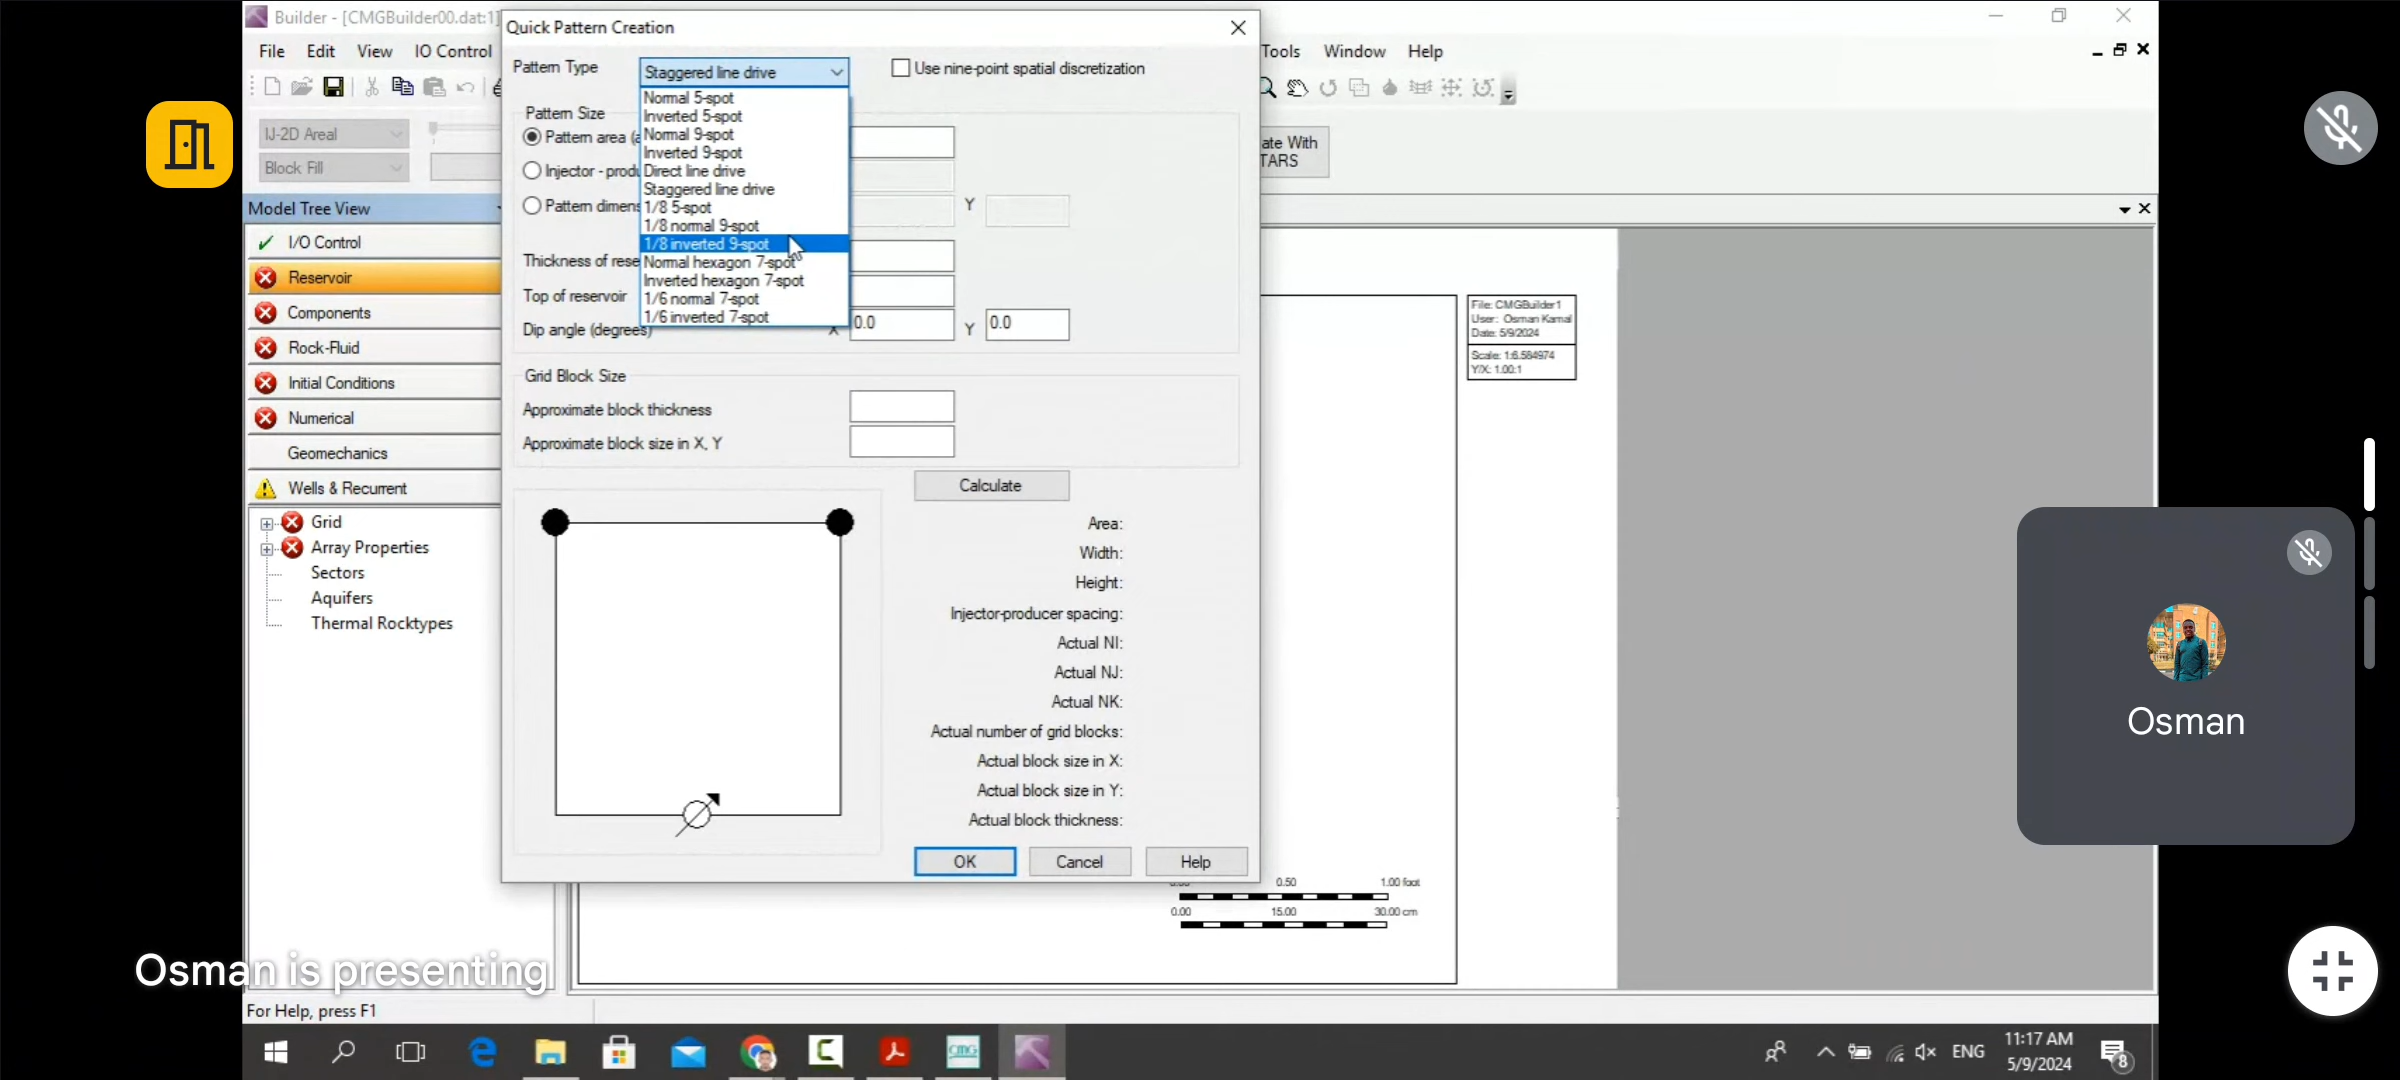 Builder - [CMGBuilder00.dat:1]
Quick Pattern Creation
File Edit View IO Control
Tools Window Help
Pattern Type
Staggered line drive
Use nine-point spatial discretization
Normal 5-spot
Inverted 5-spot
Normal 9-spot
Inverted 9-spot
Direct line drive
Staggered line drive
1/8 5-spot
1/8 normal 9-spot
1/8 inverted 9-spot
Normal hexagon 7-spot
Inverted hexagon 7-spot
1/6 normal 7-spot
1/6 inverted 7-spot
Pattern Size
Pattern area (a
Injector - produ
Pattern dimens
Y
Thickness of rese
Top of reservoir
Dip angle (degrees)
X
0.0
Y
0.0
IJ-2D Areal
Block Fill
ate With
TARS
Model Tree View
I/O Control
Reservoir
Components
Rock-Fluid
Initial Conditions
Numerical
Geomechanics
Wells & Recurrent
Grid
Array Properties
Sectors
Aquifers
Thermal Rocktypes
Grid Block Size
Approximate block thickness
Approximate block size in X, Y
Calculate
Area:
Width:
Height:
Injector-producer spacing:
Actual NI:
Actual NJ:
Actual NK:
Actual number of grid blocks:
Actual block size in X:
Actual block size in Y:
Actual block thickness:
OK
Cancel
Help
File: CMGBuilder1
User: Osman Kamal
Date: 5/9/2024
Scale: 1:6.584974
Y/X: 1.00:1
0.50
1.00 foot
0.00
15.00
30.00 cm
Osman
Osman is presenting
For Help, press F1
CMG
ENG
11:17 AM
5/9/2024
8